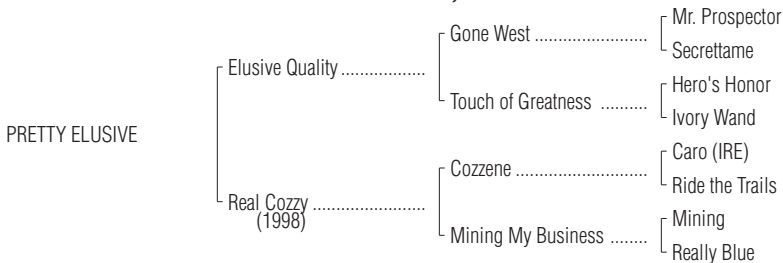 Mr. Prospector
Gone West
Secrettame
Elusive Quality
Hero's Honor
Touch of Greatness
Ivory Wand
PRETTY ELUSIVE
Caro (IRE)
Cozzene
Ride the Trails
Real Cozzy
(1998)
Mining
Mining My Business
Really Blue